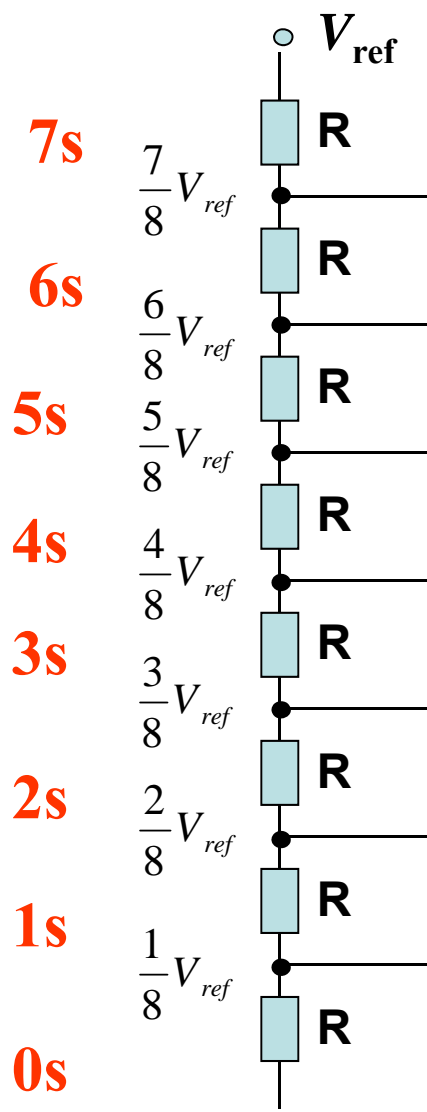 V_ref
7s R
7/8 V_ref
6s R
6/8 V_ref
5s R
5/8 V_ref
4s R
4/8 V_ref
3s R
3/8 V_ref
2s R
2/8 V_ref
1s R
1/8 V_ref
0s R